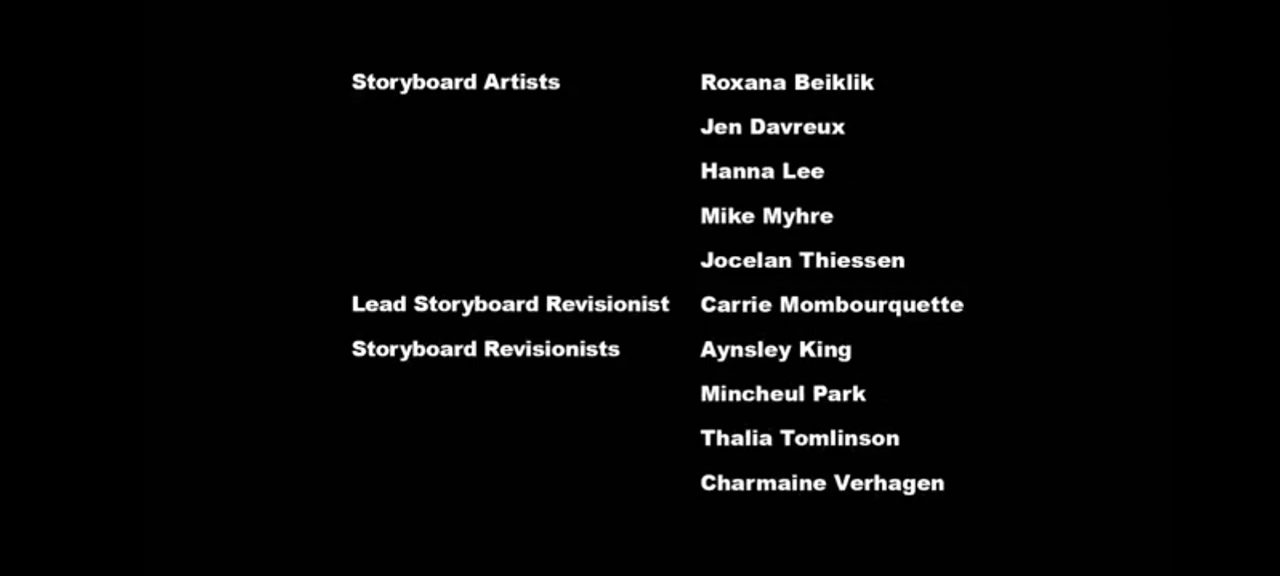 Storyboard Artists Roxana Beiklik
Jen Davreux
Hanna Lee
Mike Myhre
Jocelan Thiessen
Lead Storyboard Revisionist Carrie Mombourquette
Storyboard Revisionists Aynsley King
Mincheul Park
Thalia Tomlinson
Charmaine Verhagen